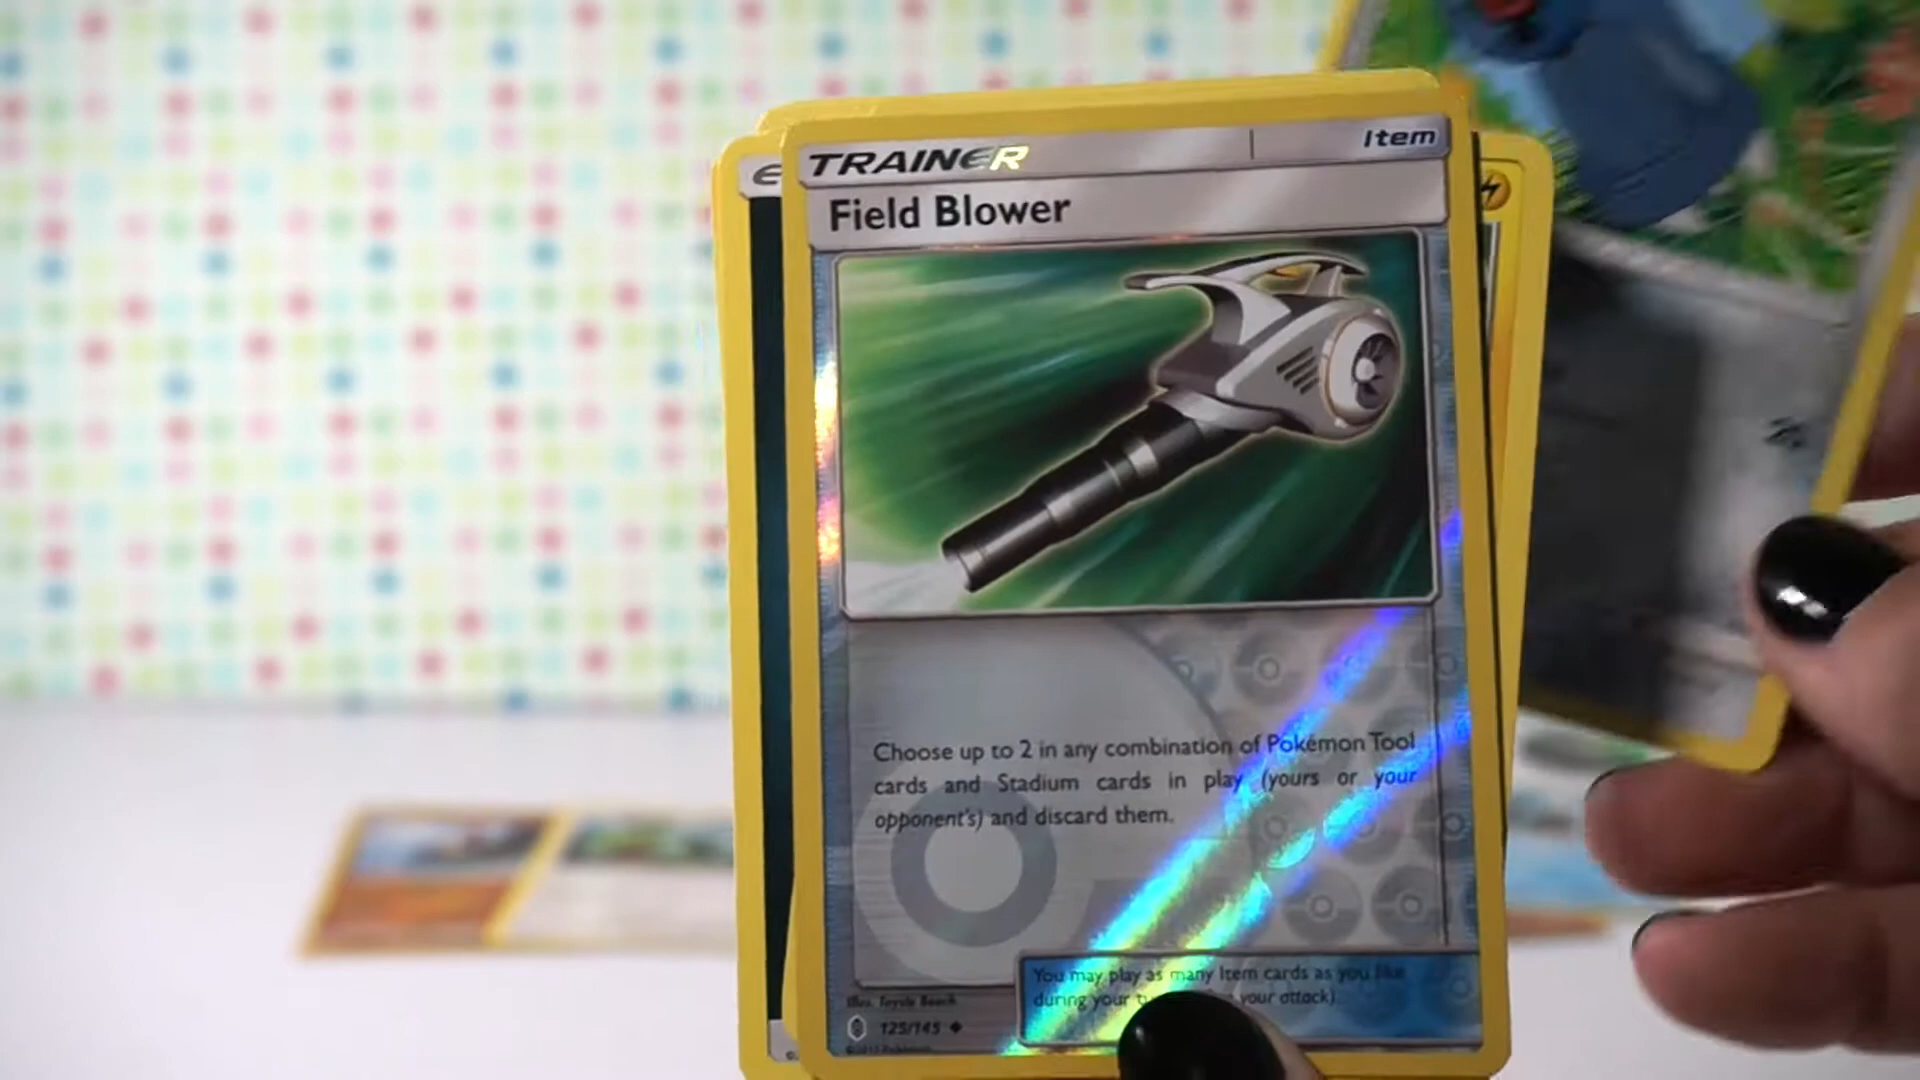 TRAINER
Item
Field Blower
Choose up to 2 in any combination of Pokémon Tool
cards and Stadium cards in play (yours or your
opponent's) and discard them.
You may play as many Item cards as you like
during your your attack).
Illus. Toyste Beach
125/145
©2017 Pokémon